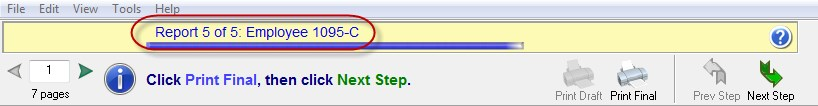 File Edit View Tools Help
Report 5 of 5: Employee 1095-C
?
1
7 pages
i Click Print Final, then click Next Step.
Print Draft Print Final Prev Step Next Step